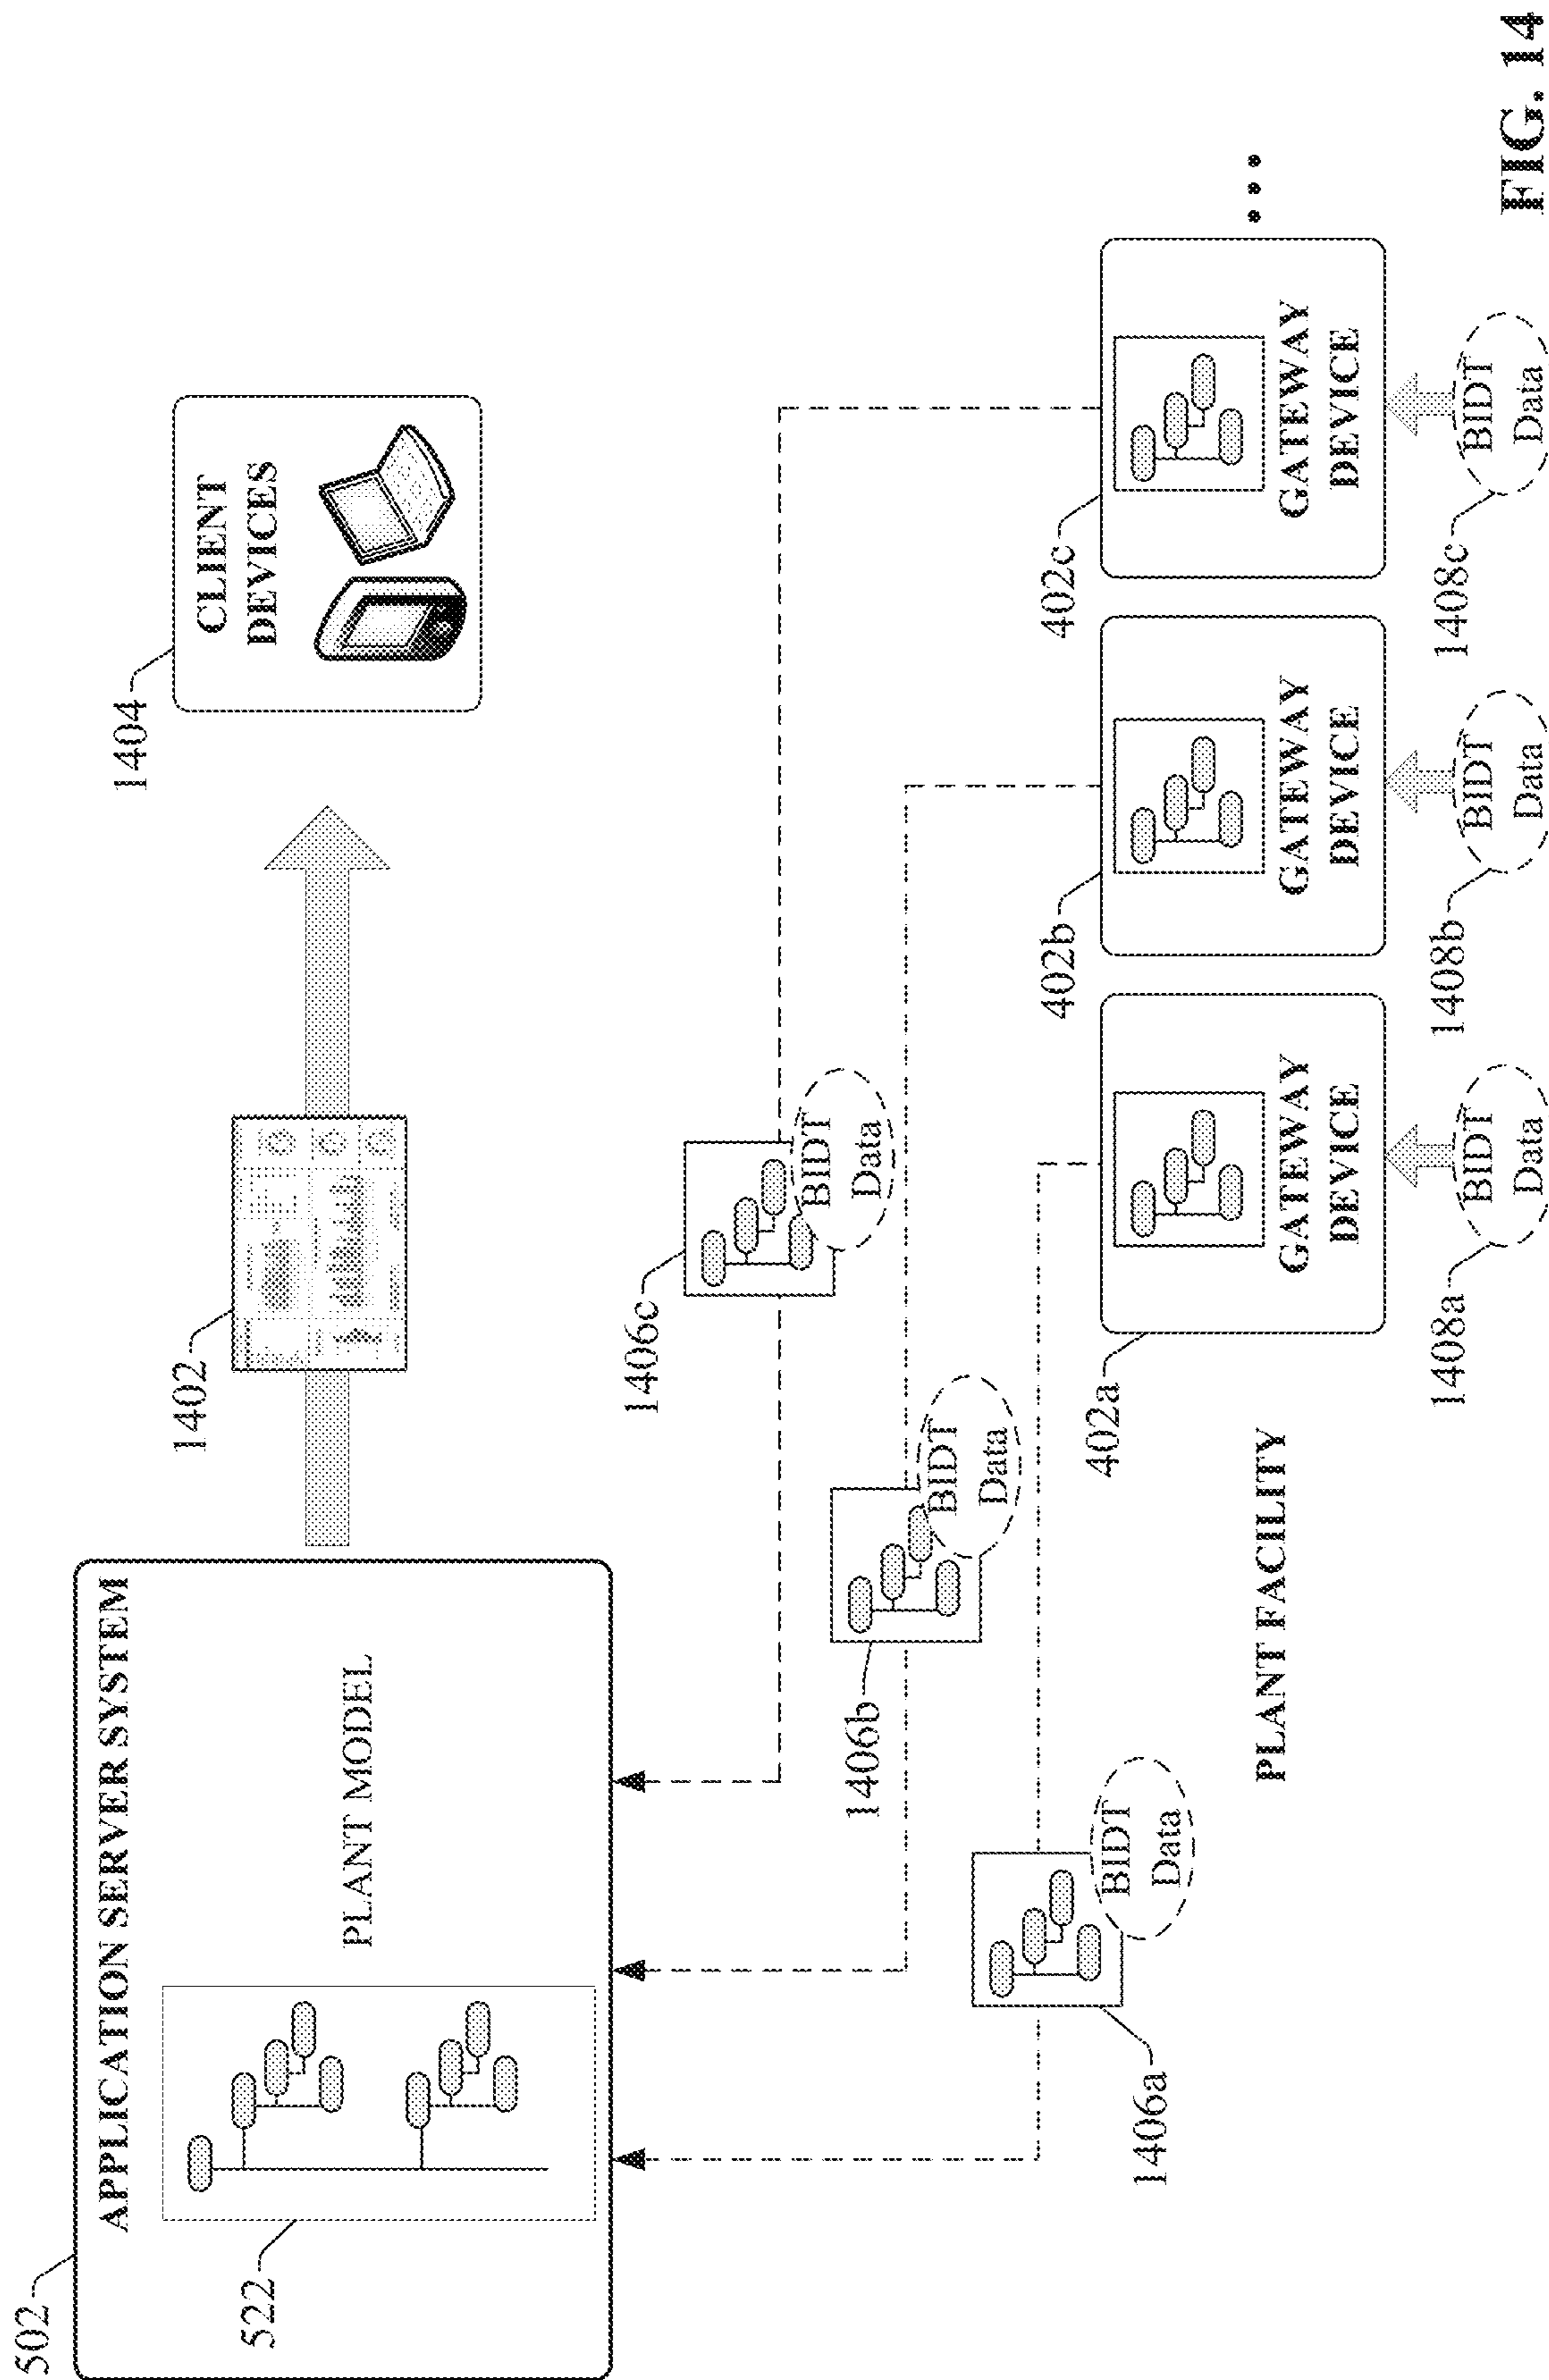 502
APPLICATION SERVER SYSTEM
522
PLANT MODEL
1402
1404
CLIENT
DEVICES
1406a
BIDT
Data
1406b
BIDT
Data
1406c
BIDT
Data
PLANT FACILITY
402a
GATEWAY
DEVICE
402b
GATEWAY
DEVICE
402c
GATEWAY
DEVICE
...
1408a
BIDT
Data
1408b
BIDT
Data
1408c
BIDT
Data
FIG. 14